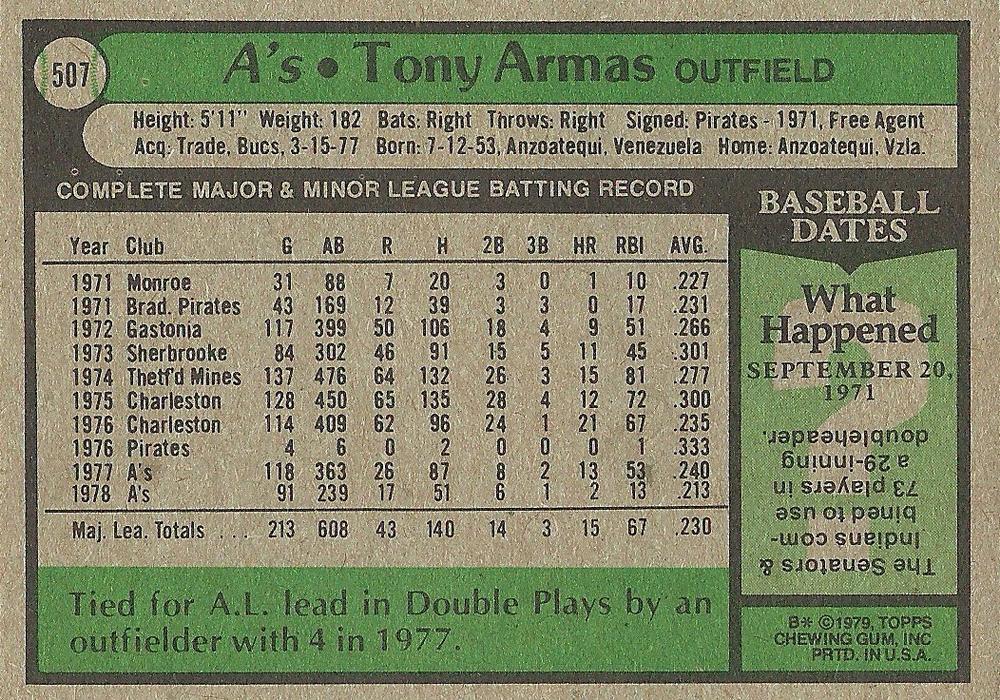 507
A's • Tony Armas OUTFIELD
Height: 5'11" Weight: 182 Bats: Right Throws: Right Signed: Pirates - 1971, Free Agent
Acq: Trade, Bucs, 3-15-77 Born: 7-12-53, Anzoatequi, Venezuela Home: Anzoatequi, Vzla.
COMPLETE MAJOR & MINOR LEAGUE BATTING RECORD
Year Club G AB R H 2B 3B HR RBI AVG.
1971 Monroe 31 88 7 20 3 0 1 10 .227
1971 Brad. Pirates 43 169 12 39 3 3 0 17 .231
1972 Gastonia 117 399 50 106 18 4 9 51 .266
1973 Sherbrooke 84 302 46 91 15 5 11 45 .301
1974 Thetf'd Mines 137 476 64 132 26 3 15 81 .277
1975 Charleston 128 450 65 135 28 4 12 72 .300
1976 Charleston 114 409 62 96 24 1 21 67 .235
1976 Pirates 4 6 0 2 0 0 0 1 .333
1977 A's 118 363 26 87 8 2 13 53 .240
1978 A's 91 239 17 51 6 1 2 13 .213
Maj. Lea. Totals . . . 213 608 43 140 14 3 15 67 .230
Tied for A.L. lead in Double Plays by an
outfielder with 4 in 1977.
BASEBALL
DATES
What
Happened
SEPTEMBER 20,
1971
The Senators &
Indians com-
bined to use
73 players in
a 29-inning
doubleheader.
B* ©1979, TOPPS
CHEWING GUM, INC
PRTD. IN U.S.A.